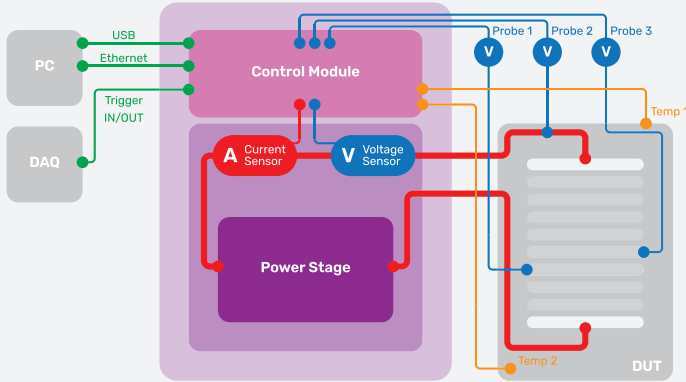 USB
Probe 1
Probe 2
Probe 3
PC
Ethernet
V
V
V
Control Module
Trigger
IN/OUT
Temp 1
DAQ
A
Current
Sensor
V
Voltage
Sensor
Power Stage
Temp 2
DUT